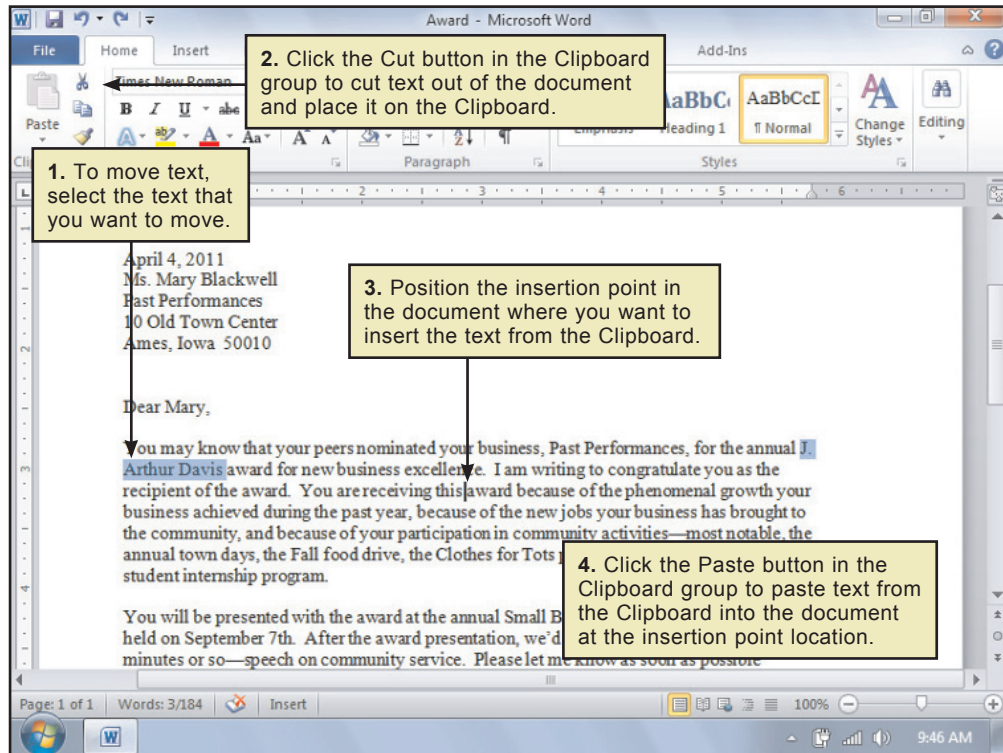 Award - Microsoft Word
File Home Insert Add-Ins
2. Click the Cut button in the Clipboard
group to cut text out of the document
and place it on the Clipboard.
Times New Roman
B I U abe
Aa A A
Paste
Paragraph
AaBbCcD
Heading 1 ¶ Normal
Change
Styles
Editing
Styles
1. To move text,
select the text that
you want to move.
2 3 4 5 6
April 4, 2011
Ms. Mary Blackwell
Past Performances
10 Old Town Center
Ames, Iowa 50010
3. Position the insertion point in
the document where you want to
insert the text from the Clipboard.
Dear Mary,
You may know that your peers nominated your business, Past Performances, for the annual J.
Arthur Davis award for new business excellence. I am writing to congratulate you as the
recipient of the award. You are receiving this award because of the phenomenal growth your
business achieved during the past year, because of the new jobs your business has brought to
the community, and because of your participation in community activities—most notable, the
annual town days, the Fall food drive, the Clothes for Tots
student internship program.
4. Click the Paste button in the
Clipboard group to paste text from
the Clipboard into the document
at the insertion point location.
You will be presented with the award at the annual Small B
held on September 7th. After the award presentation, we'd
minutes or so—speech on community service. Please let me know as soon as possible
Page: 1 of 1 Words: 3/184 Insert 100%
9:46 AM